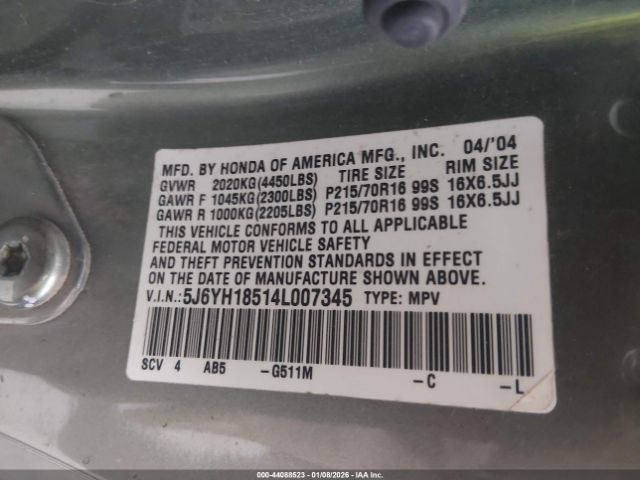 MFD. BY HONDA OF AMERICA MFG., INC. 04/'04
GVWR 2020KG(4450LBS) TIRE SIZE RIM SIZE
GAWR F 1045KG(2300LBS) P215/70R16 99S 16X6.5JJ
GAWR R 1000KG(2205LBS) P215/70R16 99S 16X6.5JJ
THIS VEHICLE CONFORMS TO ALL APPLICABLE
FEDERAL MOTOR VEHICLE SAFETY
AND THEFT PREVENTION STANDARDS IN EFFECT
ON THE DATE OF MANUFACTURE SHOWN ABOVE.
V.I.N.: 5J6YH18514L007345 TYPE: MPV
SCV 4 AB5 -G511M -C -L
000-44088523 | 01/08/2026 - IAA, Inc.